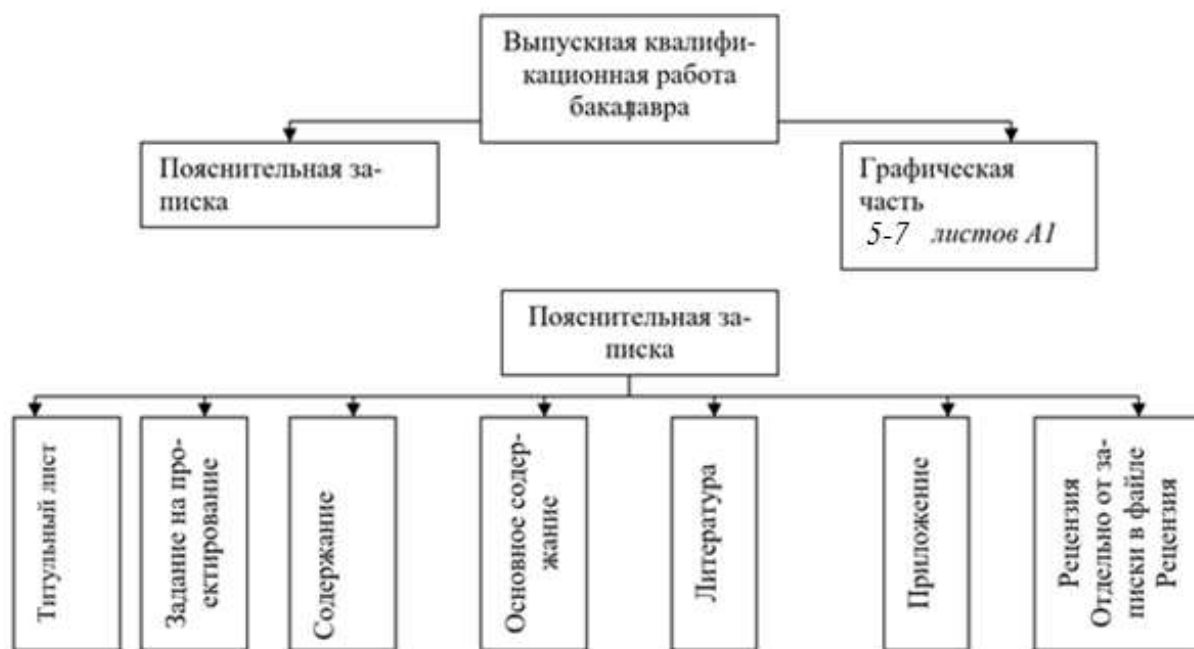 Выпускная квалифи-
кационная работа
бакалавра
Пояснительная за-
писка
Графическая
часть
5-7 листов А1
Пояснительная за-
писка
Титульный лист
Задание на про-
ектирование
Содержание
Основное содер-
жание
Литература
Приложение
Рецензия
Отдельно от за-
писки в файле
Рецензия